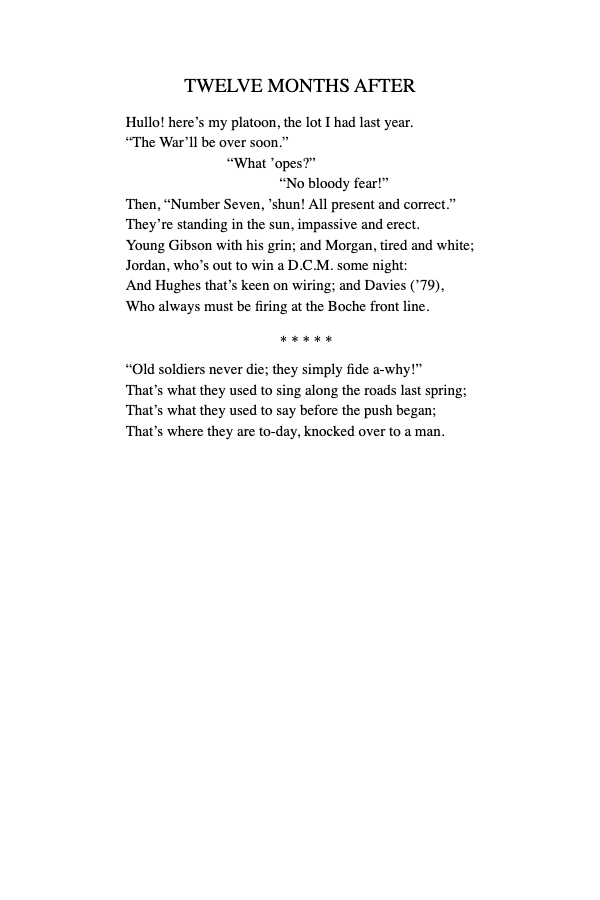 TWELVE MONTHS AFTER
Hullo! here’s my platoon, the lot I had last year.
“The War’ll be over soon.”
“What ’opes?”
“No bloody fear!”
Then, “Number Seven, ’shun! All present and correct.”
They’re standing in the sun, impassive and erect.
Young Gibson with his grin; and Morgan, tired and white;
Jordan, who’s out to win a D.C.M. some night:
And Hughes that’s keen on wiring; and Davies (’79),
Who always must be firing at the Boche front line.
* * * * *
“Old soldiers never die; they simply fide a-why!”
That’s what they used to sing along the roads last spring;
That’s what they used to say before the push began;
That’s where they are to-day, knocked over to a man.